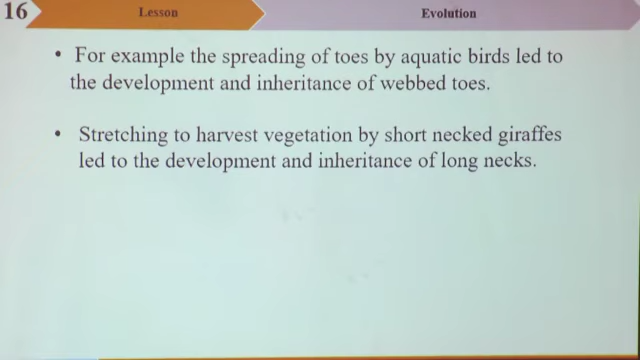 16
Lesson
Evolution
• For example the spreading of toes by aquatic birds led to
the development and inheritance of webbed toes.
• Stretching to harvest vegetation by short necked giraffes
led to the development and inheritance of long necks.